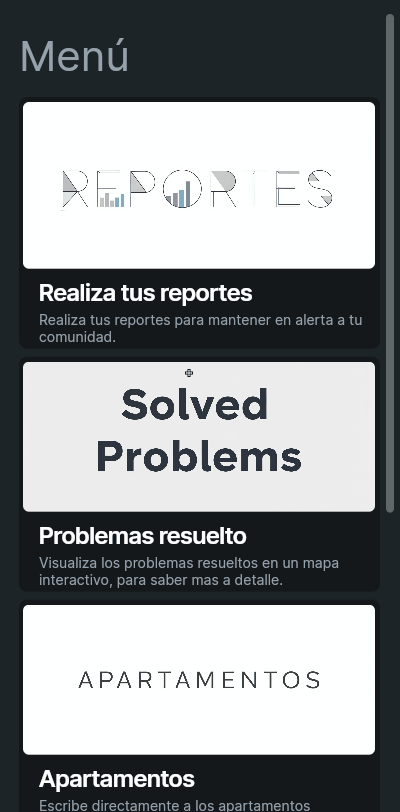 Menú
REPORTES
Realiza tus reportes
Realiza tus reportes para mantener en alerta a tu
comunidad.
Solved
Problems
Problemas resuelto
Visualiza los problemas resueltos en un mapa
interactivo, para saber mas a detalle.
APARTAMENTOS
Apartamentos
Escribe directamente a los apartamentos